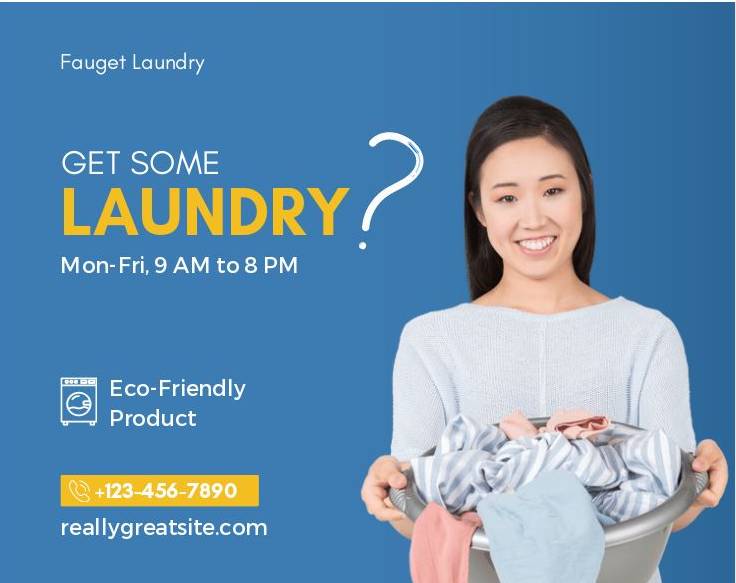 Fauget Laundry
GET SOME
LAUNDRY?
Mon-Fri, 9 AM to 8 PM
Eco-Friendly
Product
+123-456-7890
reallygreatsite.com